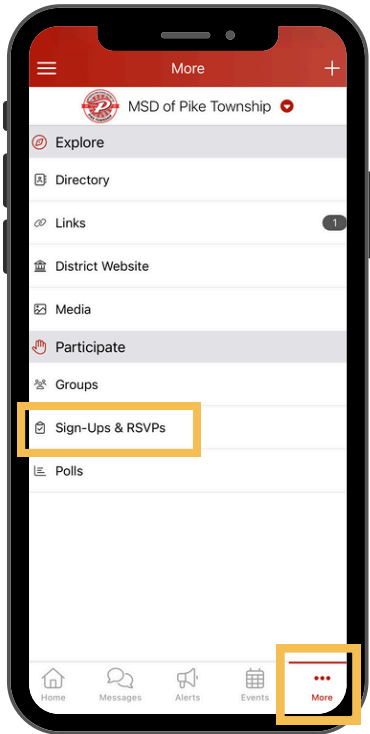 More
MSD of Pike Township
Explore
Directory
Links 1
District Website
Media
Participate
Groups
Sign-Ups & RSVPs
Polls
Home Messages Alerts Events More